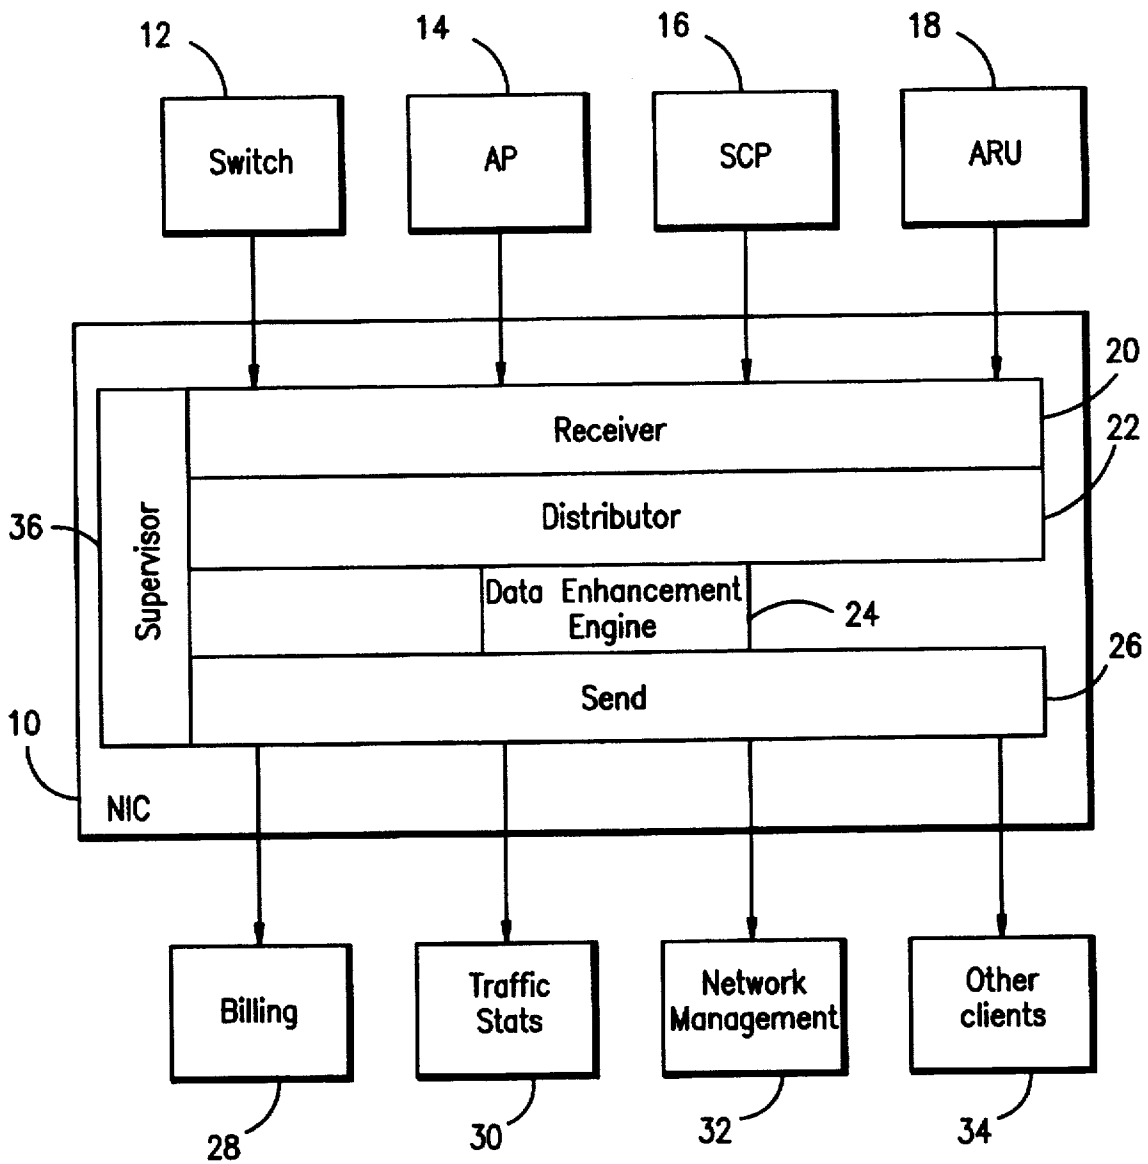 12
14
16
18
Switch
AP
SCP
ARU
20
Receiver
22
Distributor
36
Supervisor
Data Enhancement
Engine
24
26
Send
10
NIC
Billing
Traffic
Stats
Network
Management
Other
clients
28
30
32
34